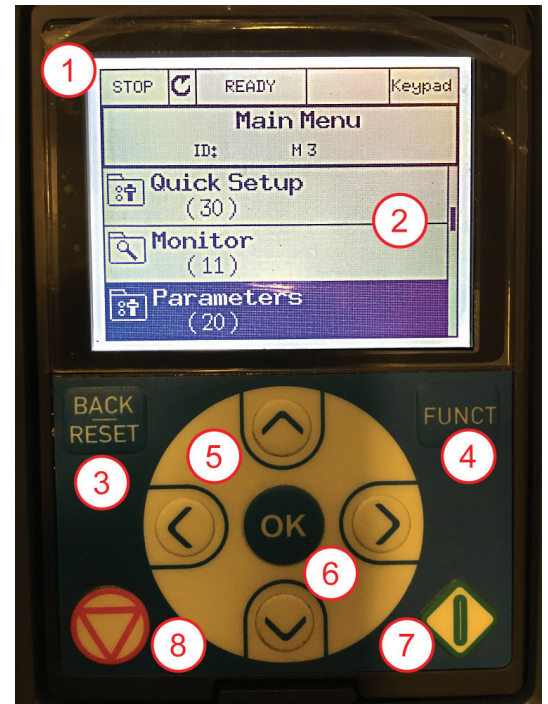 1
STOP READY Keypad
Main Menu
ID: M 3
Quick Setup
(30)
2
Monitor
(11)
Parameters
(20)
BACK
RESET
FUNCT
3
4
5
OK
6
7
8